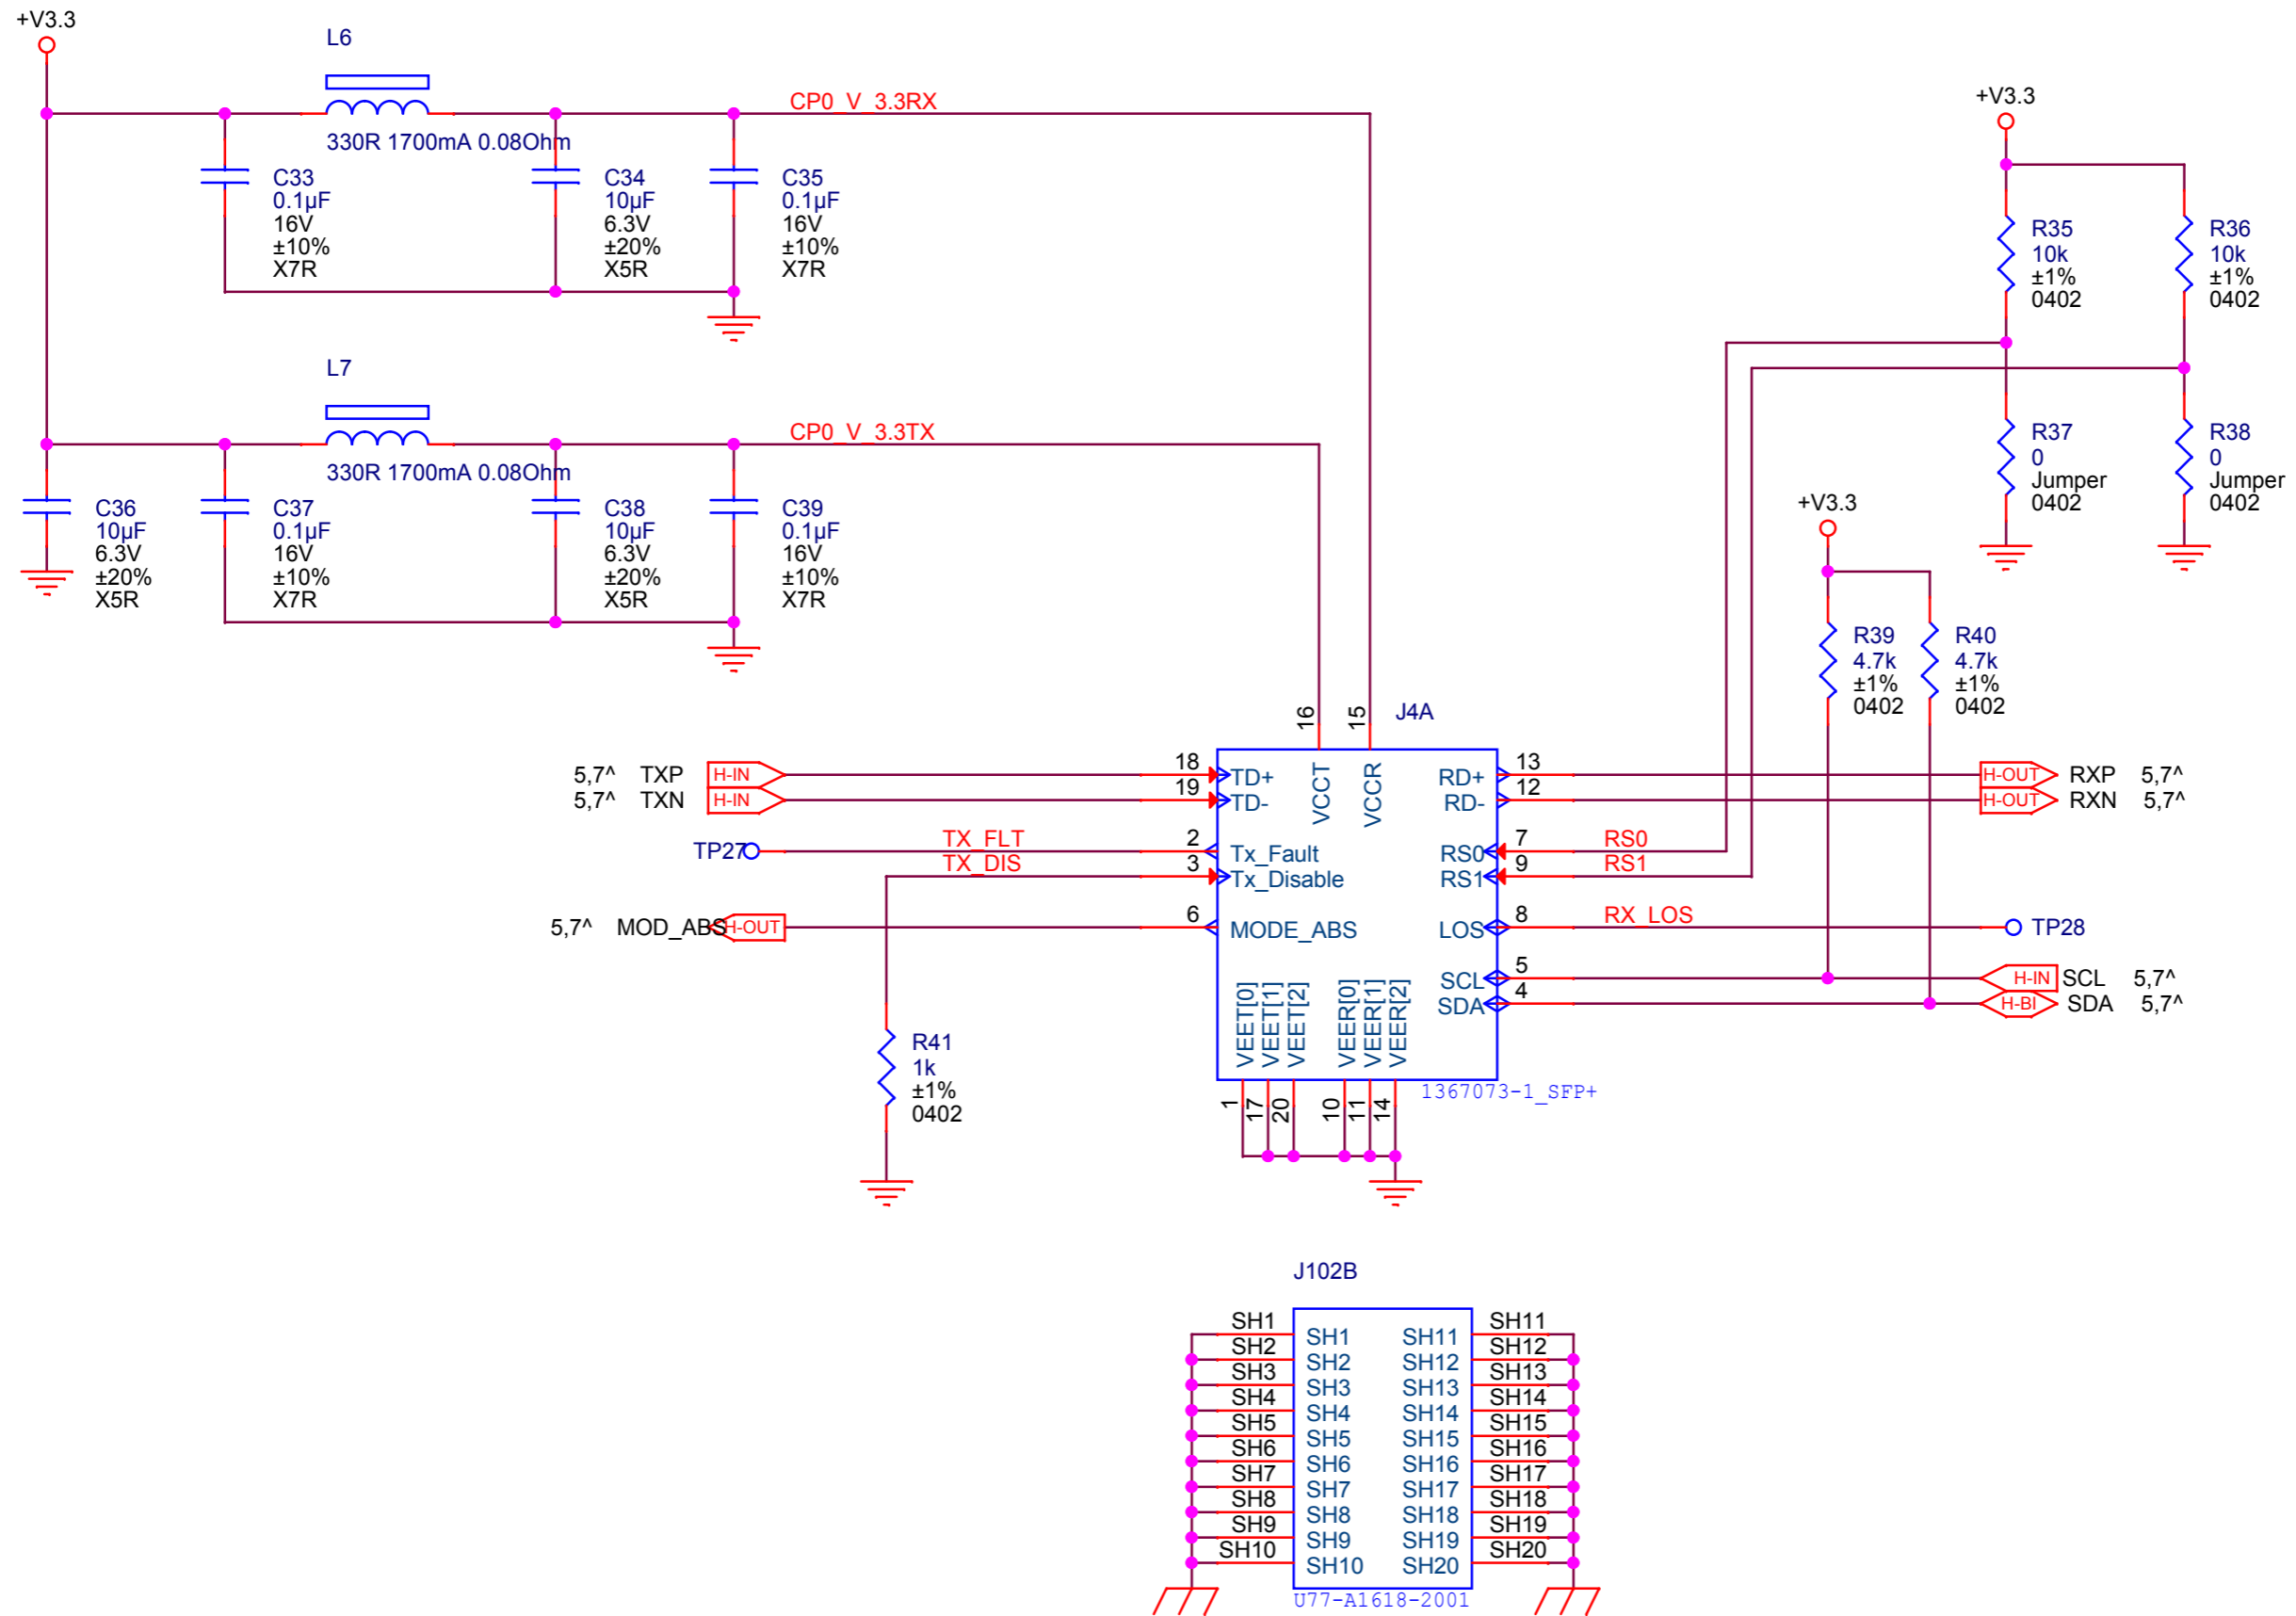 +V3.3
L6
330R 1700mA 0.08Ohm
CP0_V_3.3RX
C33
0.1µF
16V
±10%
X7R
C34
10µF
6.3V
±20%
X5R
C35
0.1µF
16V
±10%
X7R
L7
330R 1700mA 0.08Ohm
CP0_V_3.3TX
C36
10µF
6.3V
±20%
X5R
C37
0.1µF
16V
±10%
X7R
C38
10µF
6.3V
±20%
X5R
C39
0.1µF
16V
±10%
X7R
+V3.3
R35
10k
±1%
0402
R36
10k
±1%
0402
R37
0
Jumper
0402
R38
0
Jumper
0402
+V3.3
R39
4.7k
±1%
0402
R40
4.7k
±1%
0402
16
15
J4A
5,7^ TXP H-IN 18 TD+
5,7^ TXN H-IN 19 TD-
TP27 TX_FLT 2 Tx_Fault
TX_DIS 3 Tx_Disable
5,7^ MOD_ABS H-OUT 6 MODE_ABS
VCCT
VCCR
RD+ 13 H-OUT RXP 5,7^
RD- 12 H-OUT RXN 5,7^
RS0 7 RS0
RS1 9 RS1
LOS 8 RX_LOS TP28
SCL 5 H-IN SCL 5,7^
SDA 4 H-BI SDA 5,7^
VEET[0]
VEET[1]
VEET[2]
VEER[0]
VEER[1]
VEER[2]
1367073-1_SFP+
1
17
20
10
11
14
R41
1k
±1%
0402
J102B
SH1 SH1 SH11 SH11
SH2 SH2 SH12 SH12
SH3 SH3 SH13 SH13
SH4 SH4 SH14 SH14
SH5 SH5 SH15 SH15
SH6 SH6 SH16 SH16
SH7 SH7 SH17 SH17
SH8 SH8 SH18 SH18
SH9 SH9 SH19 SH19
SH10 SH10 SH20 SH20
U77-A1618-2001